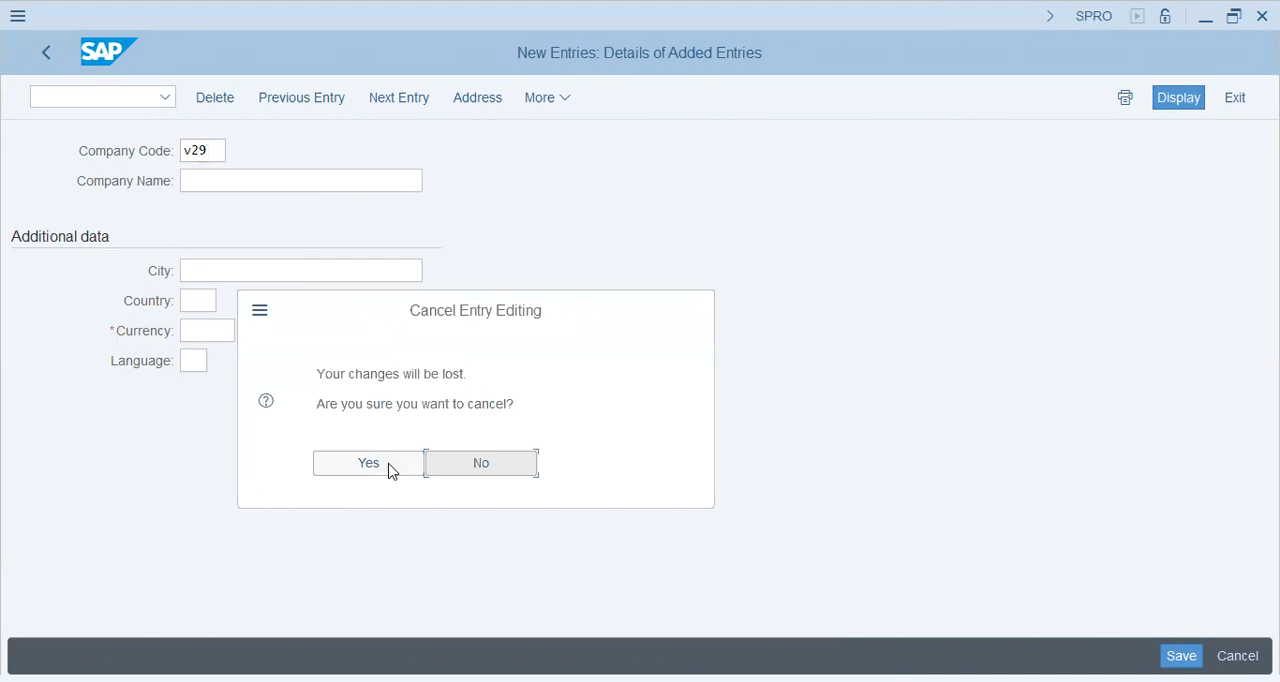 SPRO
SAP New Entries: Details of Added Entries
Delete Previous Entry Next Entry Address More Display Exit
Company Code: v29
Company Name:
Additional data
City:
Country:
*Currency:
Language:
Cancel Entry Editing
Your changes will be lost.
Are you sure you want to cancel?
Yes No
Save Cancel